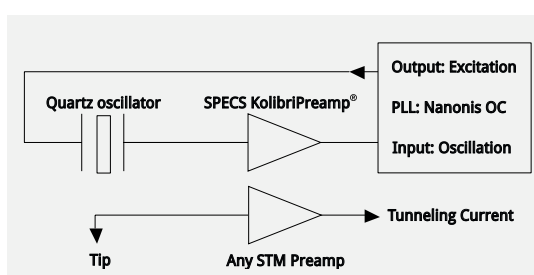 Output: Excitation
Quartz oscillator
SPECS KolibriPreamp®
PLL: Nanonis OC
Input: Oscillation
Tunneling Current
Tip
Any STM Preamp